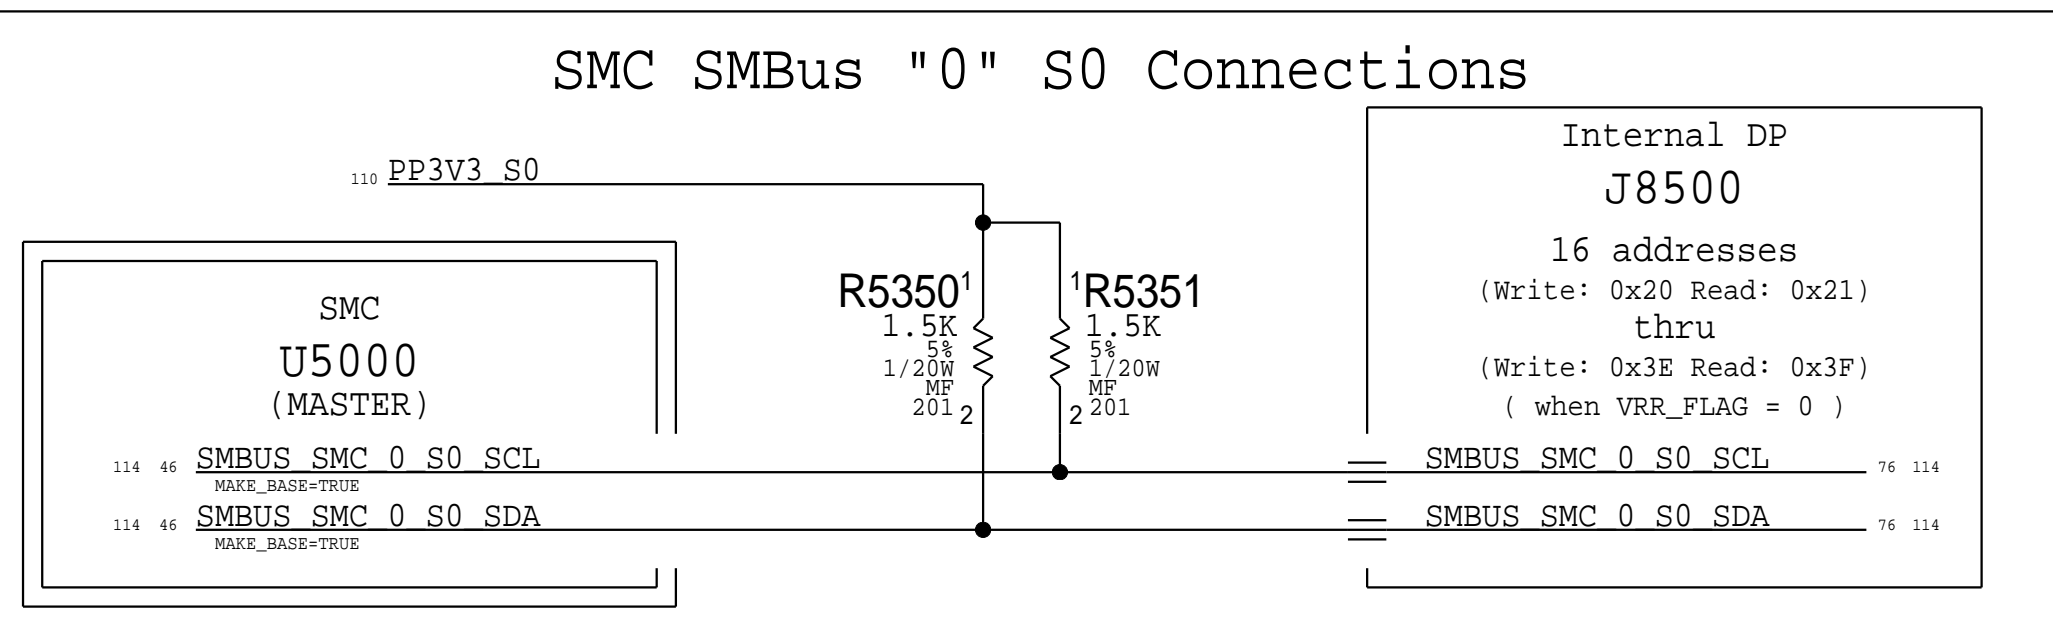 SMC SMBus "0" S0 Connections
110 PP3V3_S0
SMC
U5000
(MASTER)
114 46 SMBUS_SMC_0_S0_SCL
MAKE_BASE=TRUE
114 46 SMBUS_SMC_0_S0_SDA
MAKE_BASE=TRUE
R5350 1
1.5K
5%
1/20W
MF
201 2
1 R5351
1.5K
5%
1/20W
MF
2 201
Internal DP
J8500
16 addresses
(Write: 0x20 Read: 0x21)
thru
(Write: 0x3E Read: 0x3F)
( when VRR_FLAG = 0 )
SMBUS_SMC_0_S0_SCL 76 114
SMBUS_SMC_0_S0_SDA 76 114